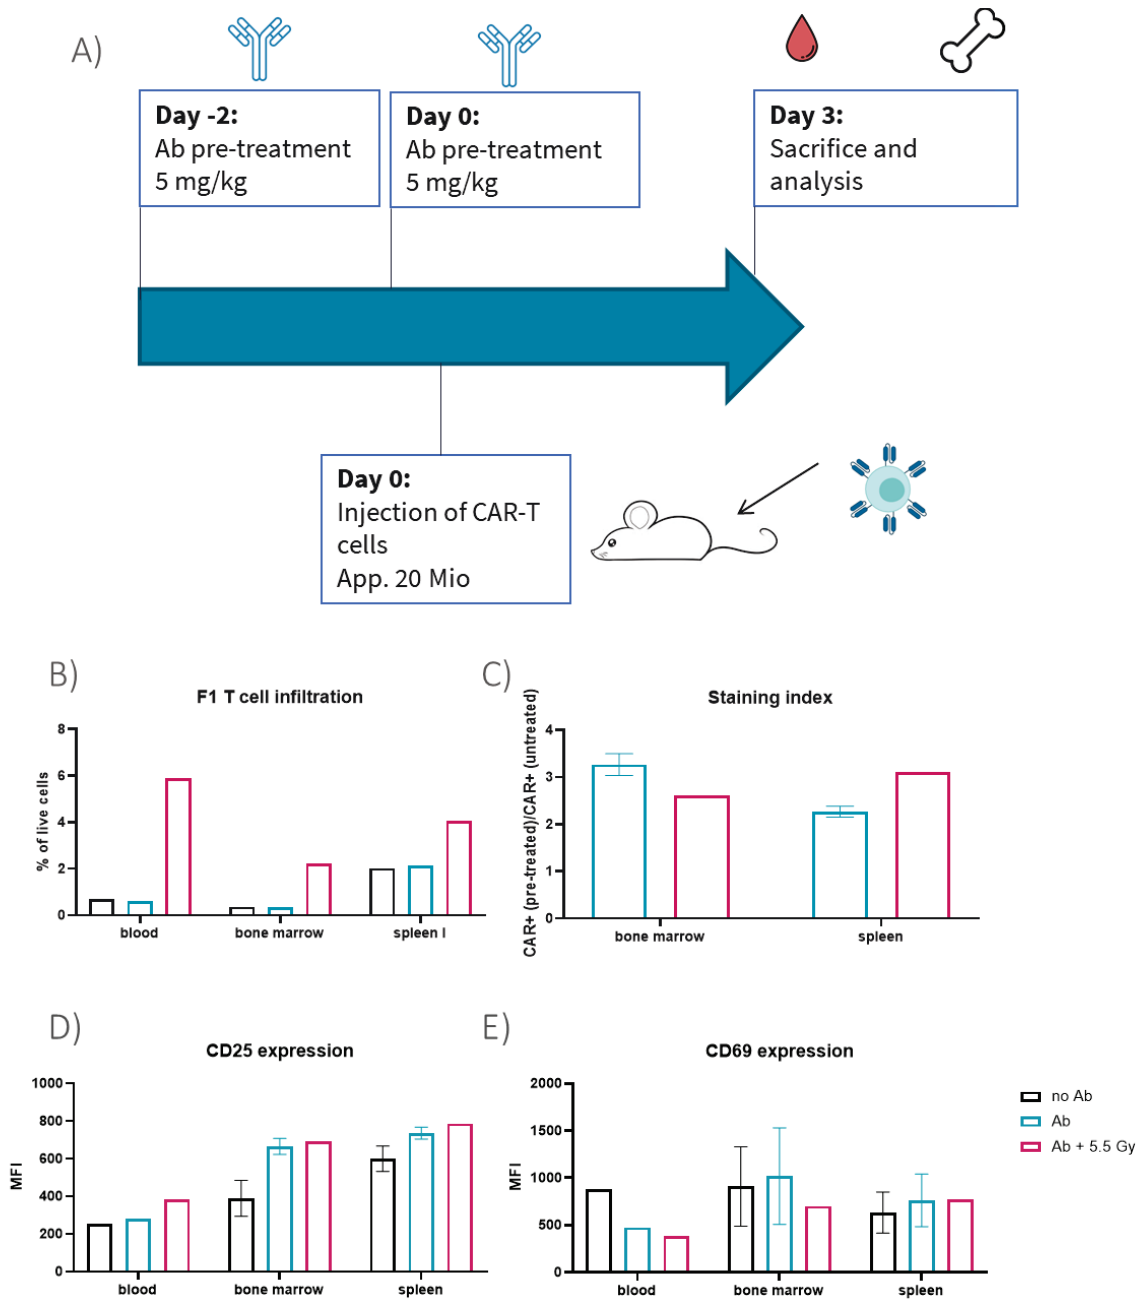 A)
Day -2:
Ab pre-treatment
5 mg/kg
Day 0:
Ab pre-treatment
5 mg/kg
Day 3:
Sacrifice and
analysis
Day 0:
Injection of CAR-T
cells
App. 20 Mio
B)
F1 T cell infiltration
% of live cells
8
6
4
2
0
blood
bone marrow
spleen l
C)
Staining index
CAR+ (pre-treated)/CAR+ (untreated)
4
3
2
1
0
bone marrow
spleen
D)
CD25 expression
MFI
1000
800
600
400
200
0
blood
bone marrow
spleen
E)
CD69 expression
MFI
2000
1500
1000
500
0
blood
bone marrow
spleen
no Ab
Ab
Ab + 5.5 Gy